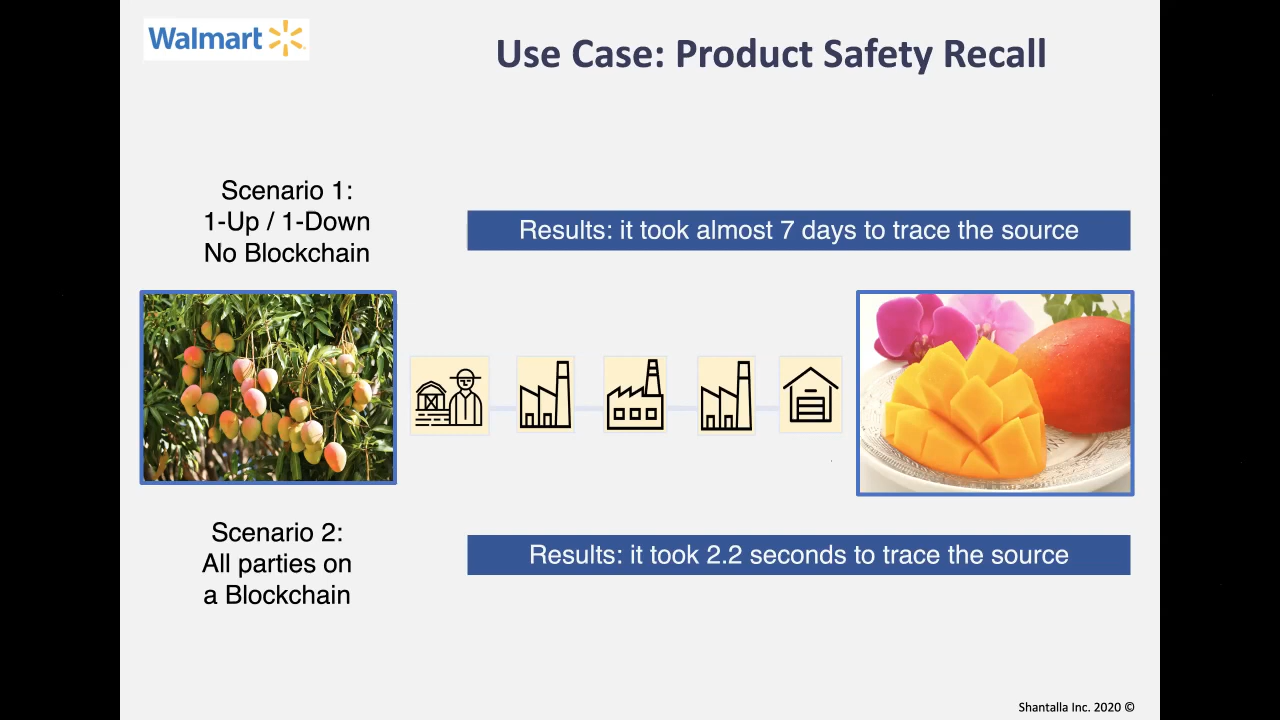 Walmart
Use Case: Product Safety Recall
Scenario 1:
1-Up / 1-Down
No Blockchain
Results: it took almost 7 days to trace the source
Scenario 2:
All parties on
a Blockchain
Results: it took 2.2 seconds to trace the source
Shantalla Inc. 2020 ©